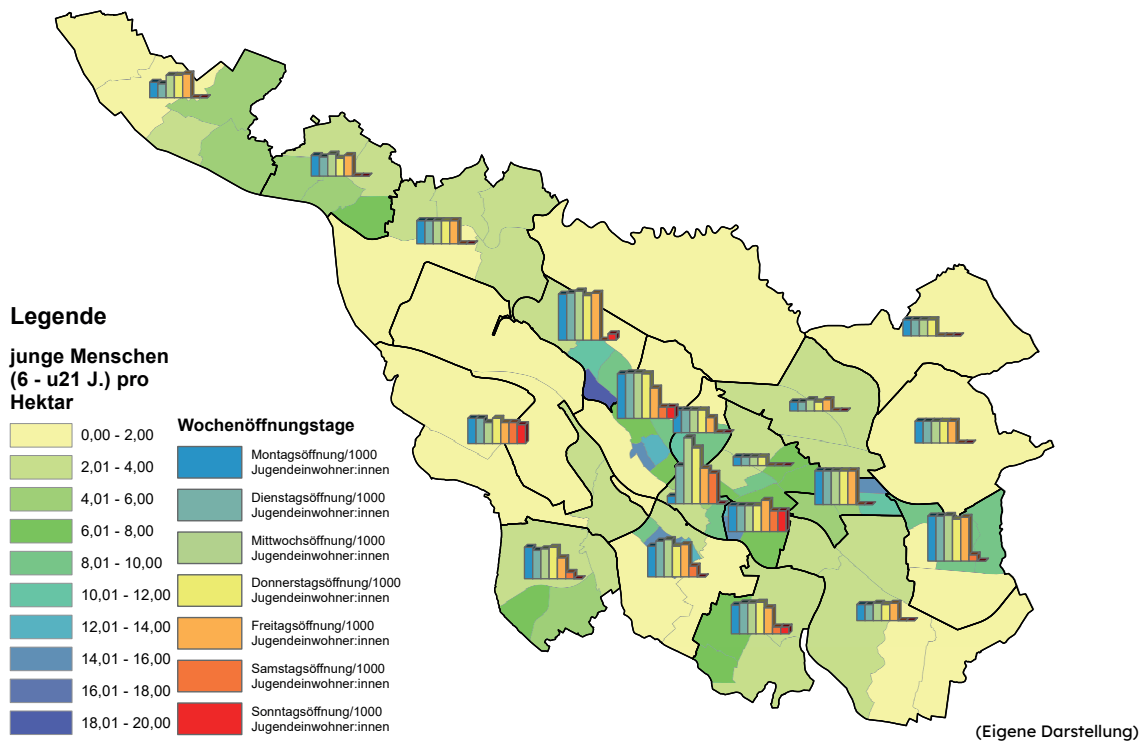 Legende
junge Menschen
(6 - u21 J.) pro
Hektar
0,00 - 2,00
2,01 - 4,00
4,01 - 6,00
6,01 - 8,00
8,01 - 10,00
10,01 - 12,00
12,01 - 14,00
14,01 - 16,00
16,01 - 18,00
18,01 - 20,00
Wochenöffnungstage
Montagsöffnung/1000
Jugendeinwohner:innen
Dienstagsöffnung/1000
Jugendeinwohner:innen
Mittwochsöffnung/1000
Jugendeinwohner:innen
Donnerstagsöffnung/1000
Jugendeinwohner:innen
Freitagsöffnung/1000
Jugendeinwohner:innen
Samstagsöffnung/1000
Jugendeinwohner:innen
Sonntagsöffnung/1000
Jugendeinwohner:innen
(Eigene Darstellung)